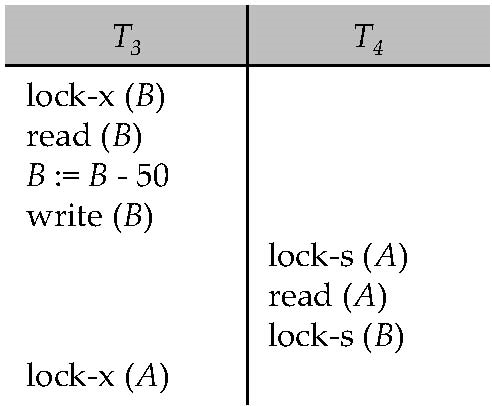 T3 T4
lock-x (B)
read (B)
B := B - 50
write (B)
lock-s (A)
read (A)
lock-s (B)
lock-x (A)